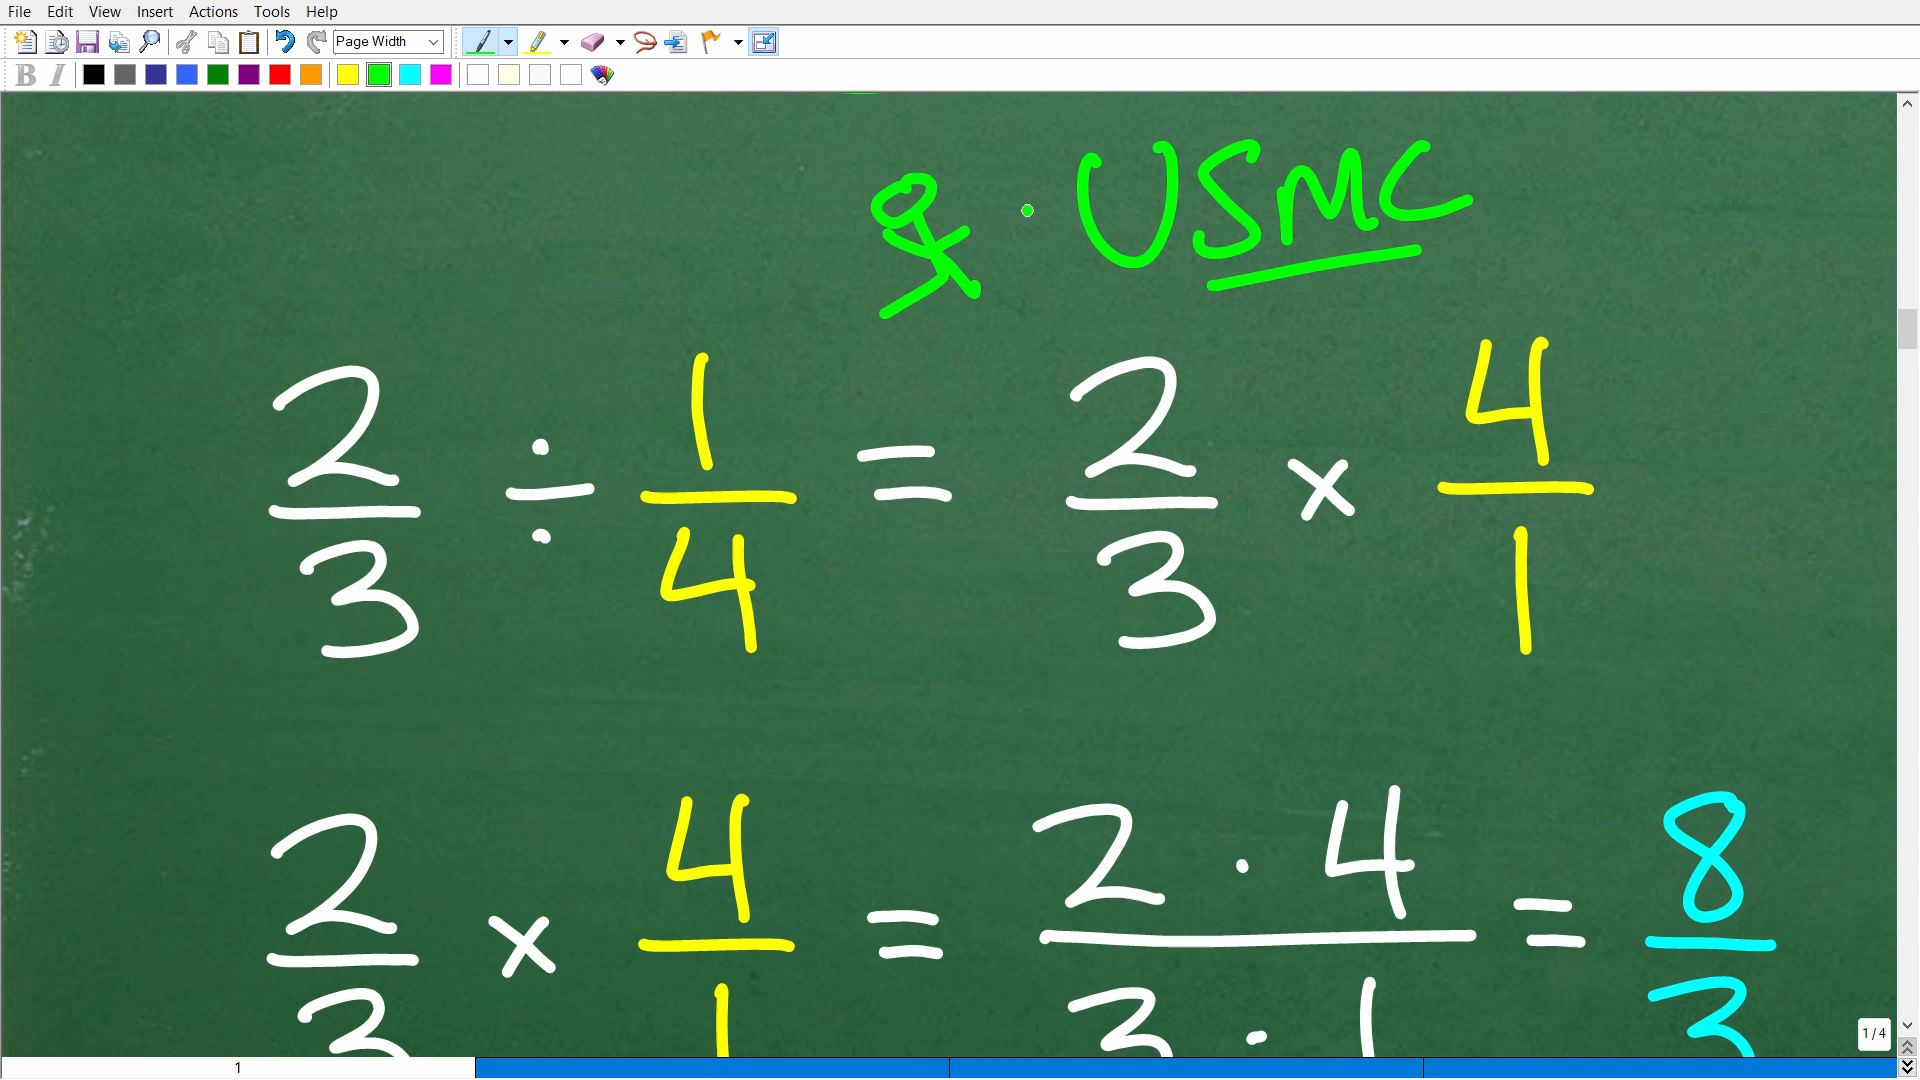 File Edit View Insert Actions Tools Help
Page Width
B I
USMC
2/3 ÷ 1/4 = 2/3 × 4/1
2/3 × 4/1 = 2 · 4 / 3 · 1 = 8/3
1 / 4
1